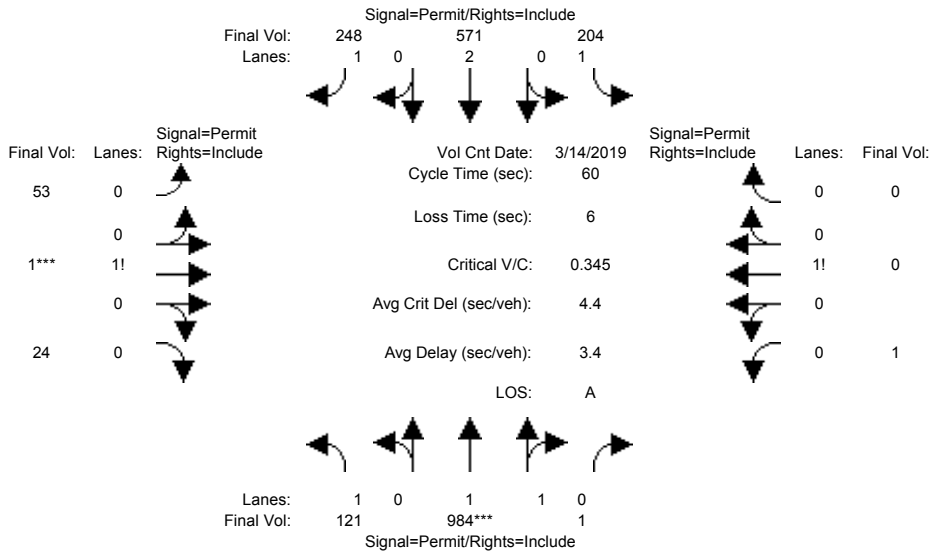 Signal=Permit/Rights=Include
Final Vol: 248 571 204
Lanes: 1 0 2 0 1
Signal=Permit Signal=Permit
Final Vol: Lanes: Rights=Include Vol Cnt Date: 3/14/2019 Rights=Include Lanes: Final Vol:
Cycle Time (sec): 60
53 0 0 0
Loss Time (sec): 6
0 0
1*** 1! Critical V/C: 0.345 1! 0
0 Avg Crit Del (sec/veh): 4.4 0
24 0 Avg Delay (sec/veh): 3.4 0 1
LOS: A
Lanes: 1 0 1 1 0
Final Vol: 121 984*** 1
Signal=Permit/Rights=Include